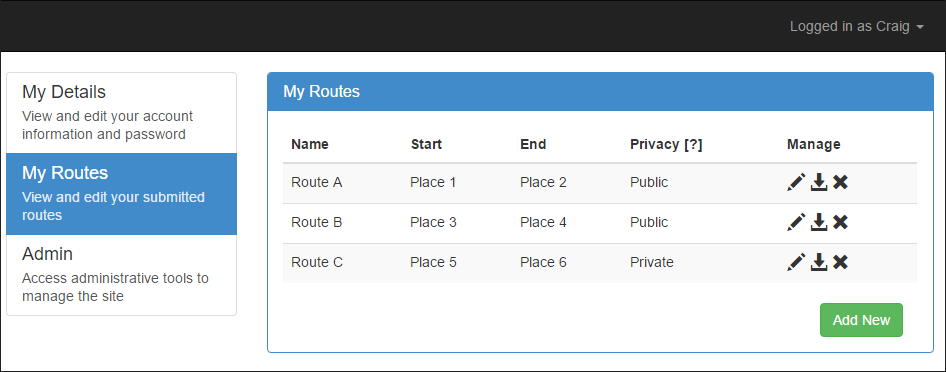 Logged in as Craig
My Details
View and edit your account
information and password
My Routes
View and edit your submitted
routes
Admin
Access administrative tools to
manage the site
My Routes
Name Start End Privacy [?] Manage
Route A Place 1 Place 2 Public
Route B Place 3 Place 4 Public
Route C Place 5 Place 6 Private
Add New